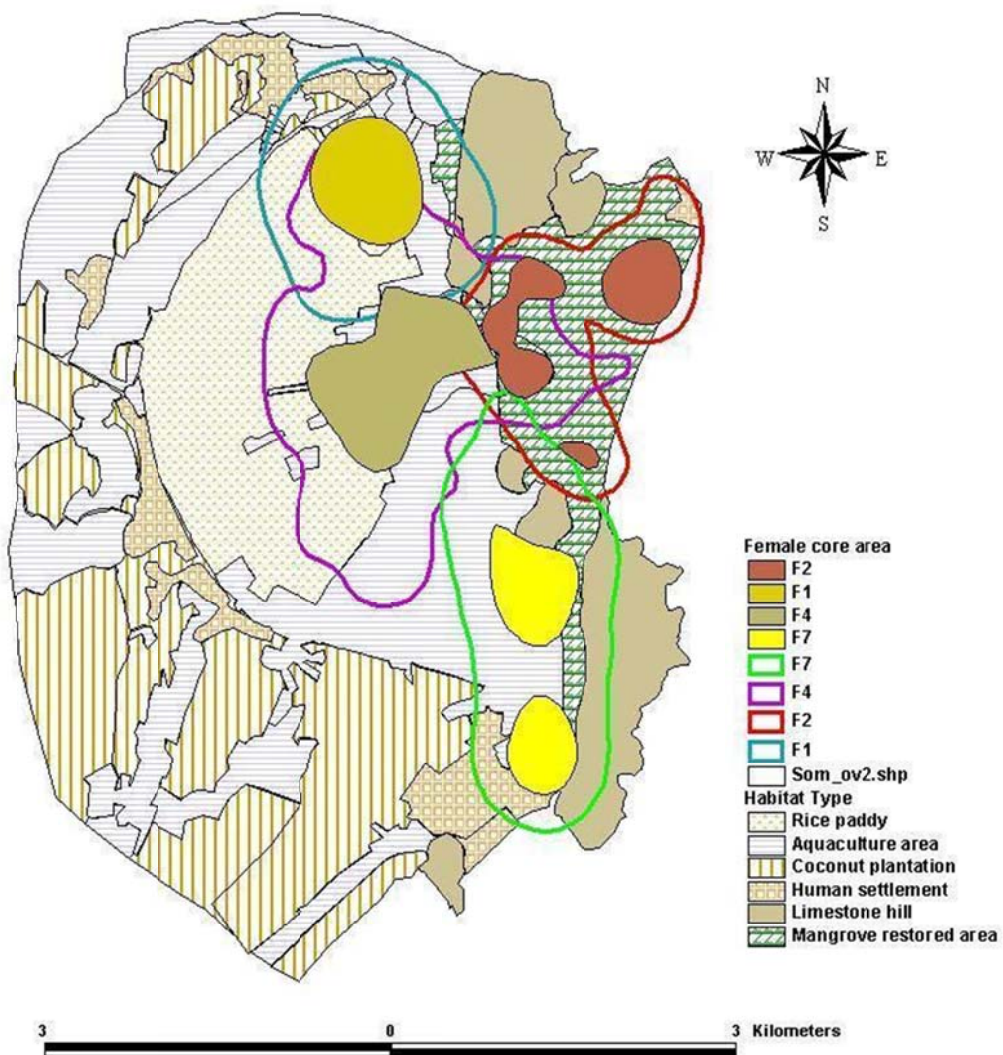 N
W E
S
Female core area
F2
F1
F4
F7
F7
F4
F2
F1
Som_ov2.shp
Habitat Type
Rice paddy
Aquaculture area
Coconut plantation
Human settlement
Limestone hill
Mangrove restored area
3 0 3 Kilometers